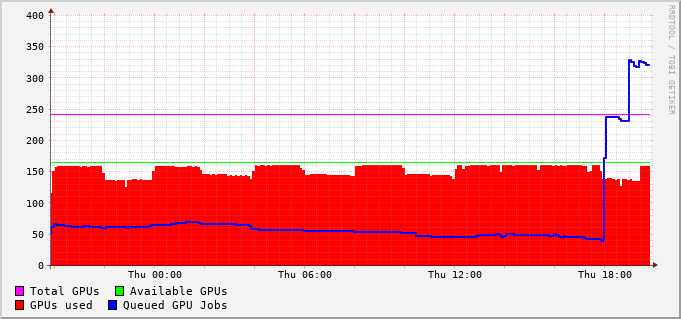 400
350
300
250
200
150
100
50
0
Thu 00:00 Thu 06:00 Thu 12:00 Thu 18:00
Total GPUs Available GPUs
GPUs used Queued GPU Jobs
RRDTOOL / TOBI OETIKER